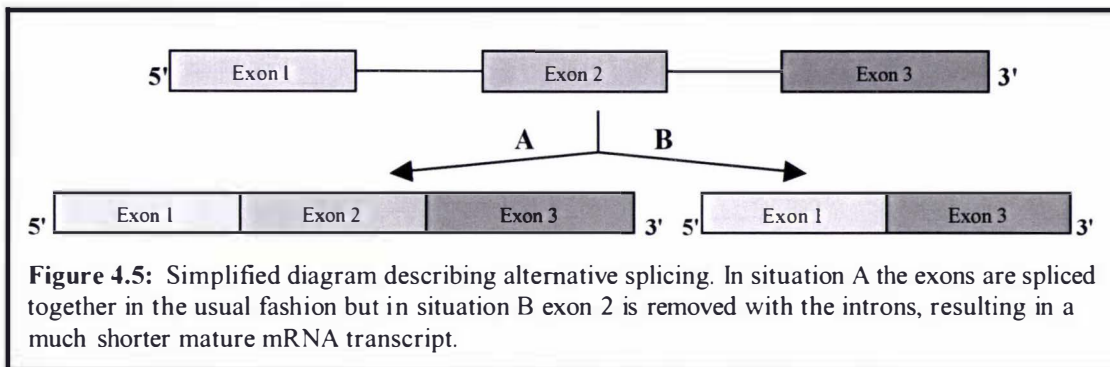 5' Exon 1 Exon 2 Exon 3 3'
A B
5' Exon 1 Exon 2 Exon 3 3' 5' Exon 1 Exon 3 3'
Figure 4.5: Simplified diagram describing alternative splicing. In situation A the exons are spliced
together in the usual fashion but in situation B exon 2 is removed with the introns, resulting in a
much shorter mature mRNA transcript.